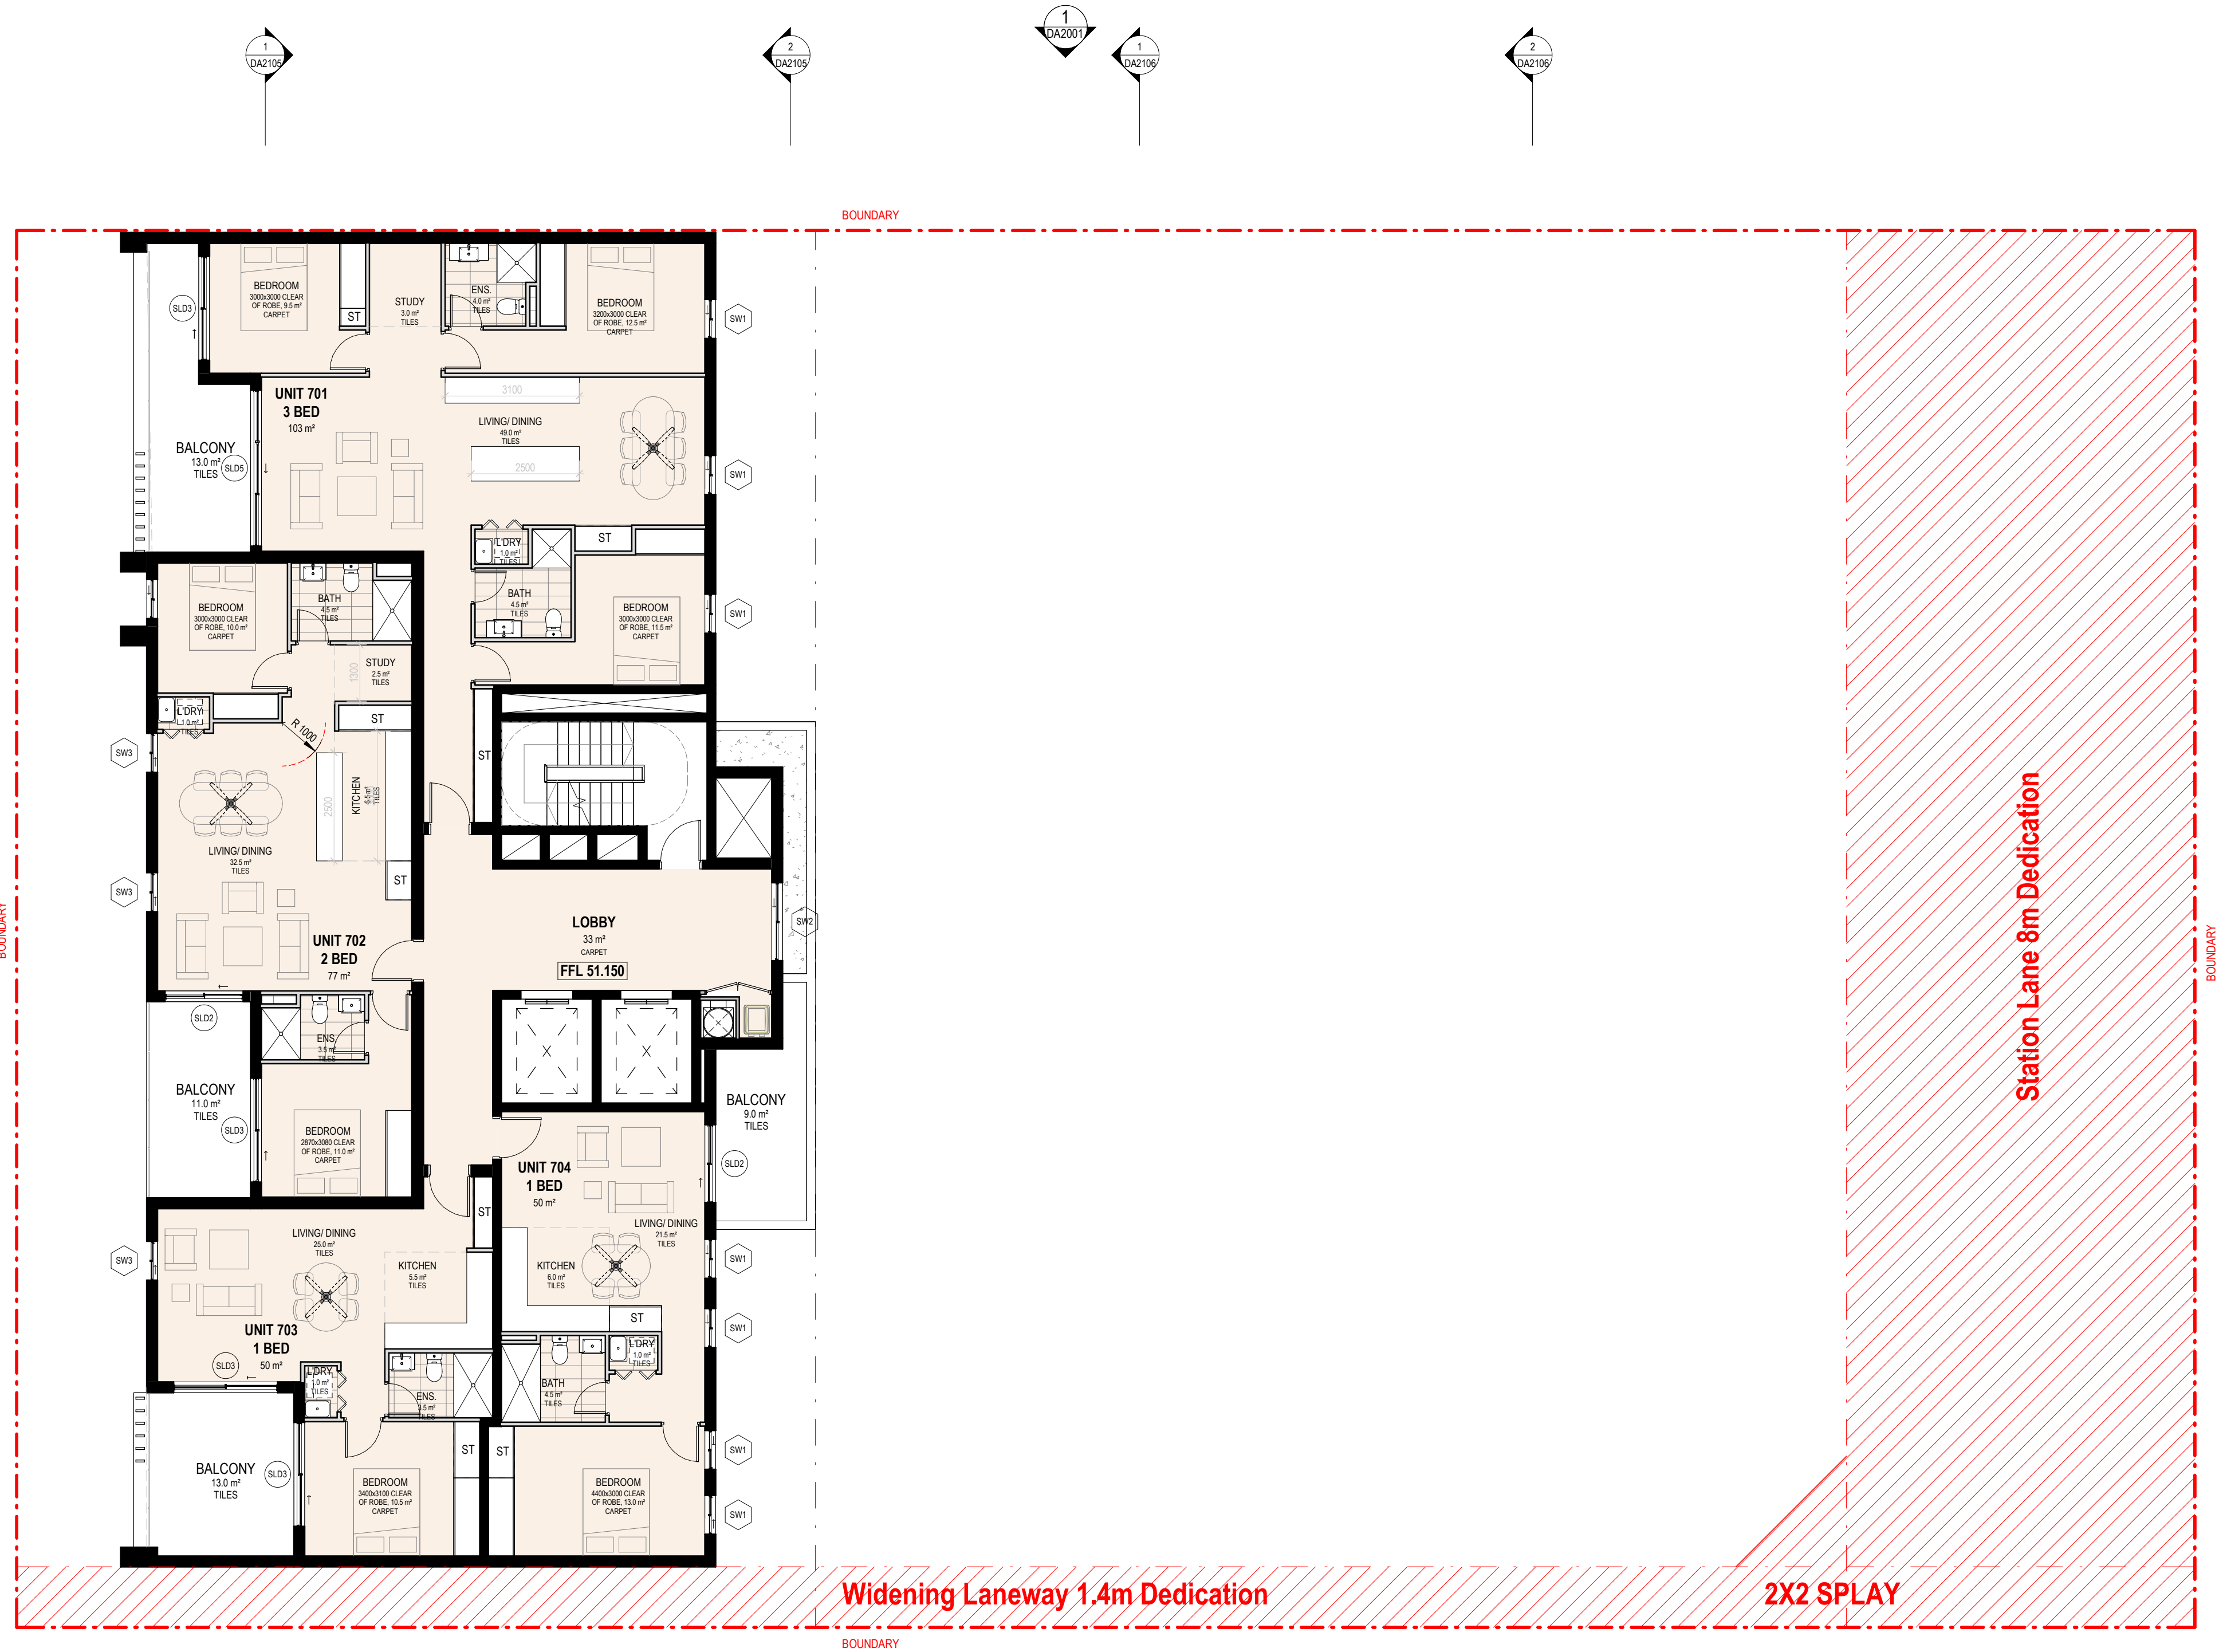 1
DA2105
2
DA2105
1
DA2001
1
DA2106
2
DA2106
BOUNDARY
BEDROOM
3000x3000 CLEAR
OF ROBE, 9.5 m²
CARPET
ST
STUDY
3.0 m²
TILES
ENS.
4.0 m²
TILES
BEDROOM
3200x3000 CLEAR
OF ROBE, 12.5 m²
CARPET
SLD3
SW1
UNIT 701
3 BED
103 m²
3100
LIVING/ DINING
49.0 m²
TILES
2500
BALCONY
13.0 m²
TILES
SLD5
SW1
L'DRY
1.0 m²
TILES
ST
BATH
4.5 m²
TILES
BEDROOM
3000x3000 CLEAR
OF ROBE, 11.5 m²
CARPET
SW1
BEDROOM
3000x3000 CLEAR
OF ROBE, 10.0 m²
CARPET
BATH
4.5 m²
TILES
STUDY
2.5 m²
TILES
1300
L'DRY
1.0 m²
TILES
ST
R 1000
SW3
KITCHEN
6.5 m²
TILES
2500
ST
LIVING/ DINING
32.5 m²
TILES
SW3
ST
UNIT 702
2 BED
77 m²
LOBBY
33 m²
CARPET
FFL 51.150
SW2
BOUNDARY
BOUNDARY
Station Lane 8m Dedication
SLD2
ENS.
3.5 m²
TILES
BALCONY
11.0 m²
TILES
SLD3
BEDROOM
2870x3080 CLEAR
OF ROBE, 11.0 m²
CARPET
BALCONY
9.0 m²
TILES
SLD2
UNIT 704
1 BED
50 m²
ST
LIVING/ DINING
21.5 m²
TILES
KITCHEN
6.0 m²
TILES
SW1
SW1
ST
L'DRY
1.0 m²
TILES
BATH
4.5 m²
TILES
LIVING/ DINING
25.0 m²
TILES
SW3
KITCHEN
5.5 m²
TILES
UNIT 703
1 BED
50 m²
SLD3
L'DRY
1.0 m²
TILES
ENS.
3.5 m²
TILES
BALCONY
13.0 m²
TILES
SLD3
BEDROOM
3400x3100 CLEAR
OF ROBE, 10.5 m²
CARPET
ST
ST
BEDROOM
4400x3000 CLEAR
OF ROBE, 13.0 m²
CARPET
SW1
SW1
Widening Laneway 1.4m Dedication
2X2 SPLAY
BOUNDARY